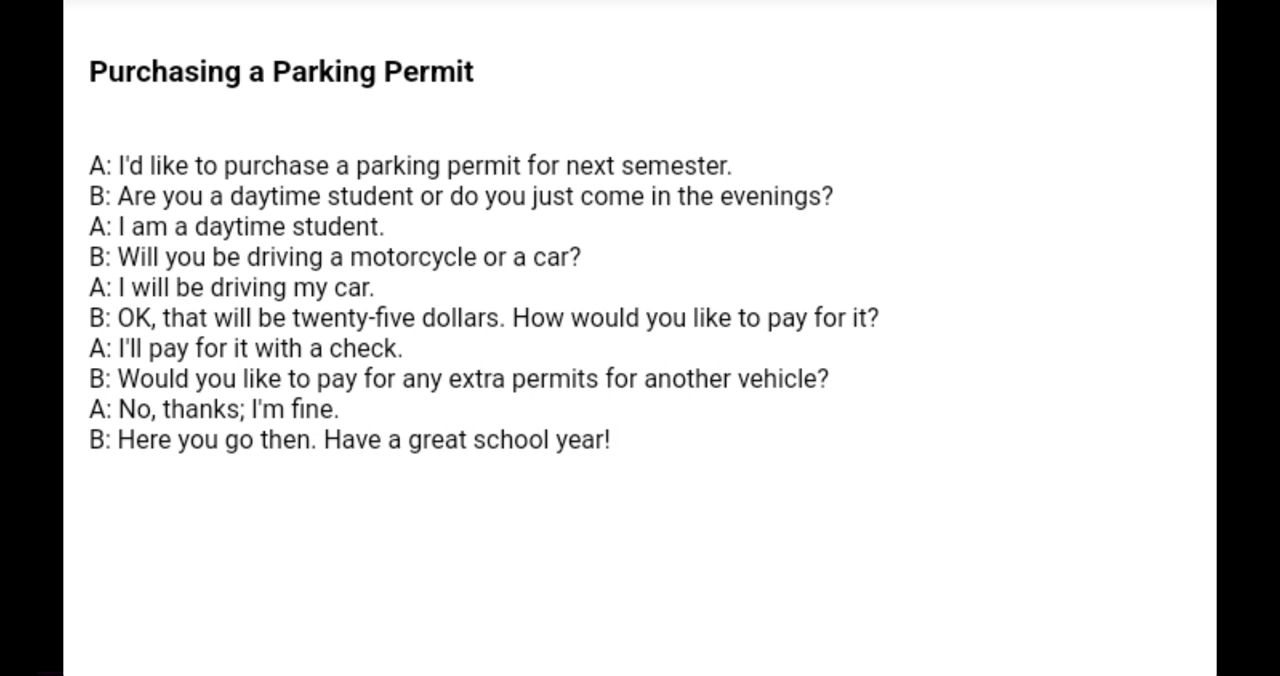 Purchasing a Parking Permit
A: I'd like to purchase a parking permit for next semester.
B: Are you a daytime student or do you just come in the evenings?
A: I am a daytime student.
B: Will you be driving a motorcycle or a car?
A: I will be driving my car.
B: OK, that will be twenty-five dollars. How would you like to pay for it?
A: I'll pay for it with a check.
B: Would you like to pay for any extra permits for another vehicle?
A: No, thanks; I'm fine.
B: Here you go then. Have a great school year!